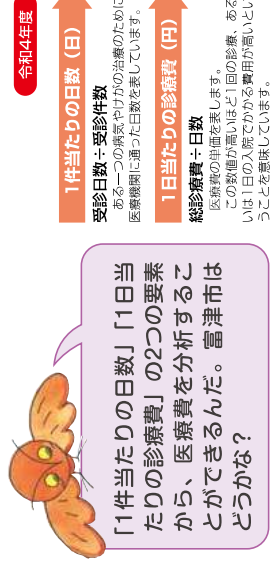 「1件当たりの日数」「1日当
たりの診療費」の2つの要素
から、医療費を分析するこ
とができるんだ。富津市は
どうかな?
令和4年度
1件当たりの日数（日）
受診日数÷受診件数
ある一つの病気やけがの治療のために
医療機関に通った日数を表しています。
1日当たりの診療費（円）
総診療費÷日数
医療費の単価を表します。
この数値が高いほど1回の診療、ある
いは1日の入院でかかる費用が高いとい
うことを意味しています。